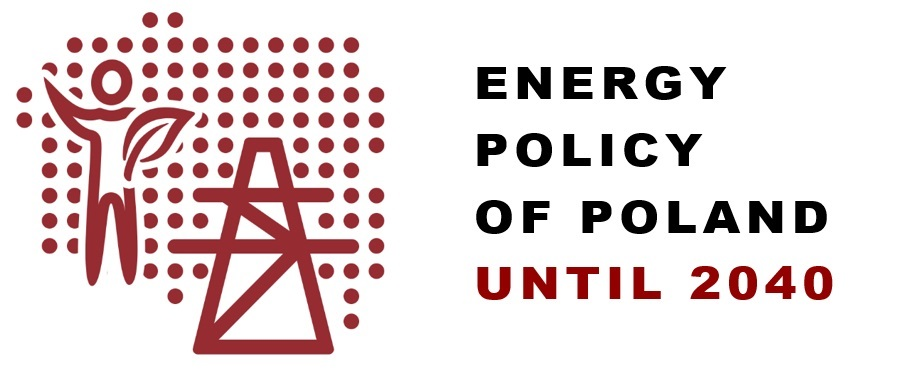 ENERGY
POLICY
OF POLAND
UNTIL 2040